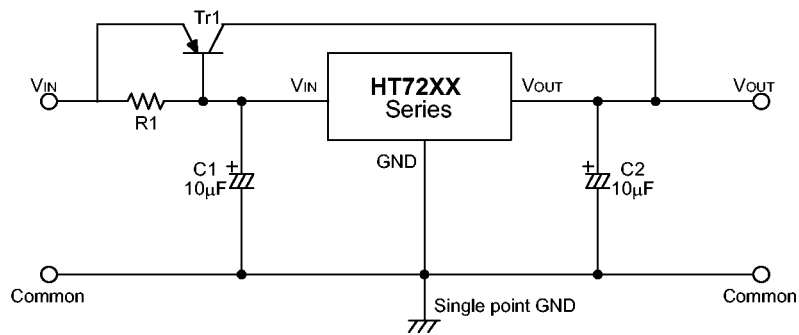 Tr1
VIN
R1
VIN
HT72XX
Series
VOUT
VOUT
GND
C1
10µF
C2
10µF
Common
Single point GND
Common